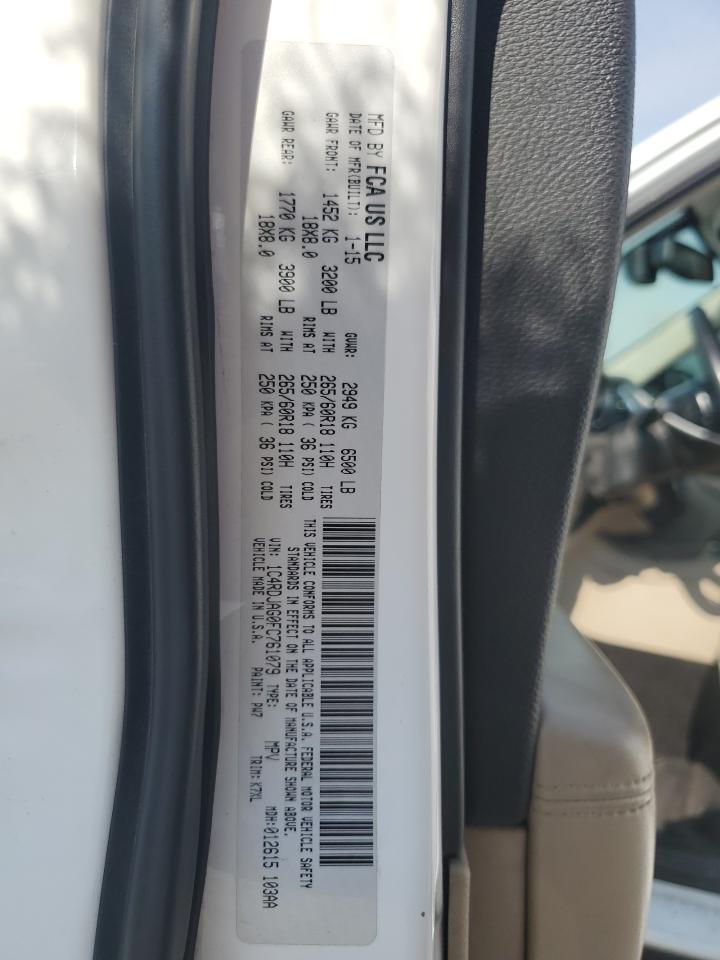 MFD BY FCA US LLC
DATE OF MFR(BUILT): 1-15 GVWR: 2949 KG 6500 LB
GAWR FRONT: 1452 KG 3200 LB WITH 265/60R18 110H TIRES
18X8.0 RIMS AT 250 KPA ( 36 PSI) COLD
GAWR REAR: 1770 KG 3900 LB WITH 265/60R18 110H TIRES
18X8.0 RIMS AT 250 KPA ( 36 PSI) COLD
THIS VEHICLE CONFORMS TO ALL APPLICABLE U.S.A. FEDERAL MOTOR VEHICLE SAFETY
STANDARDS IN EFFECT ON THE DATE OF MANUFACTURE SHOWN ABOVE.
VIN: 1C4RDJAG0FC761079 TYPE: MPV MDH:012615 103AA
VEHICLE MADE IN U.S.A. PAINT: PW7 TRIM:K7XL